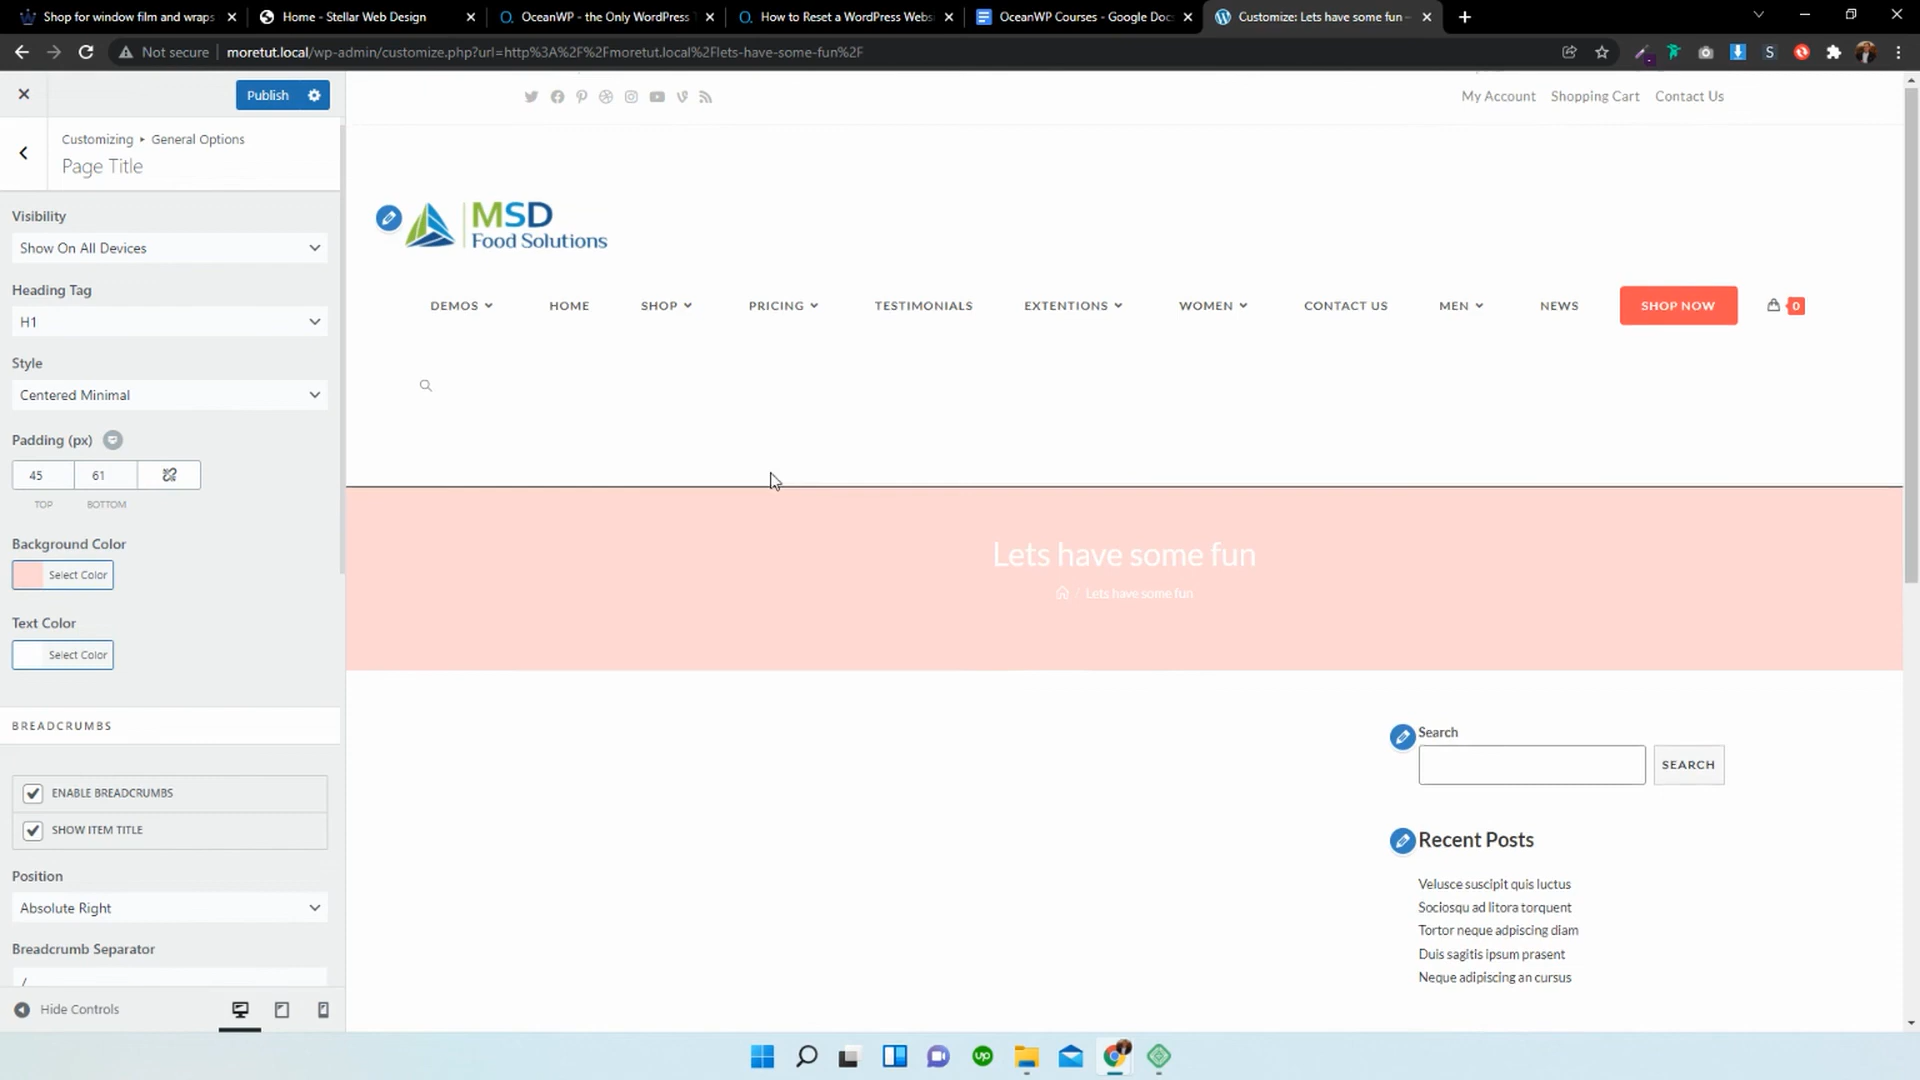 Shop for window film and wraps
Home - Stellar Web Design
OceanWP - the Only WordPress
How to Reset a WordPress Webs
OceanWP Courses - Google Doc
Customize: Lets have some fun -
Not secure
moretut.local/wp-admin/customize.php?url=http%3A%2F%2Fmoretut.local%2Flets-have-some-fun%2F
Publish
My Account Shopping Cart Contact Us
Customizing ▸ General Options
Page Title
Visibility
Show On All Devices
MSD
Food Solutions
Heading Tag
H1
DEMOS HOME SHOP PRICING TESTIMONIALS EXTENTIONS WOMEN CONTACT US MEN NEWS SHOP NOW 0
Style
Centered Minimal
Padding (px)
45 61
TOP BOTTOM
Background Color
Select Color
Lets have some fun
/ Lets have some fun
Text Color
Select Color
BREADCRUMBS
ENABLE BREADCRUMBS
SHOW ITEM TITLE
Position
Absolute Right
Breadcrumb Separator
/
Hide Controls
Search
SEARCH
Recent Posts
Velusce suscipit quis luctus
Sociosqu ad litora torquent
Tortor neque adipiscing diam
Duis sagitis ipsum prasent
Neque adipiscing an cursus
up